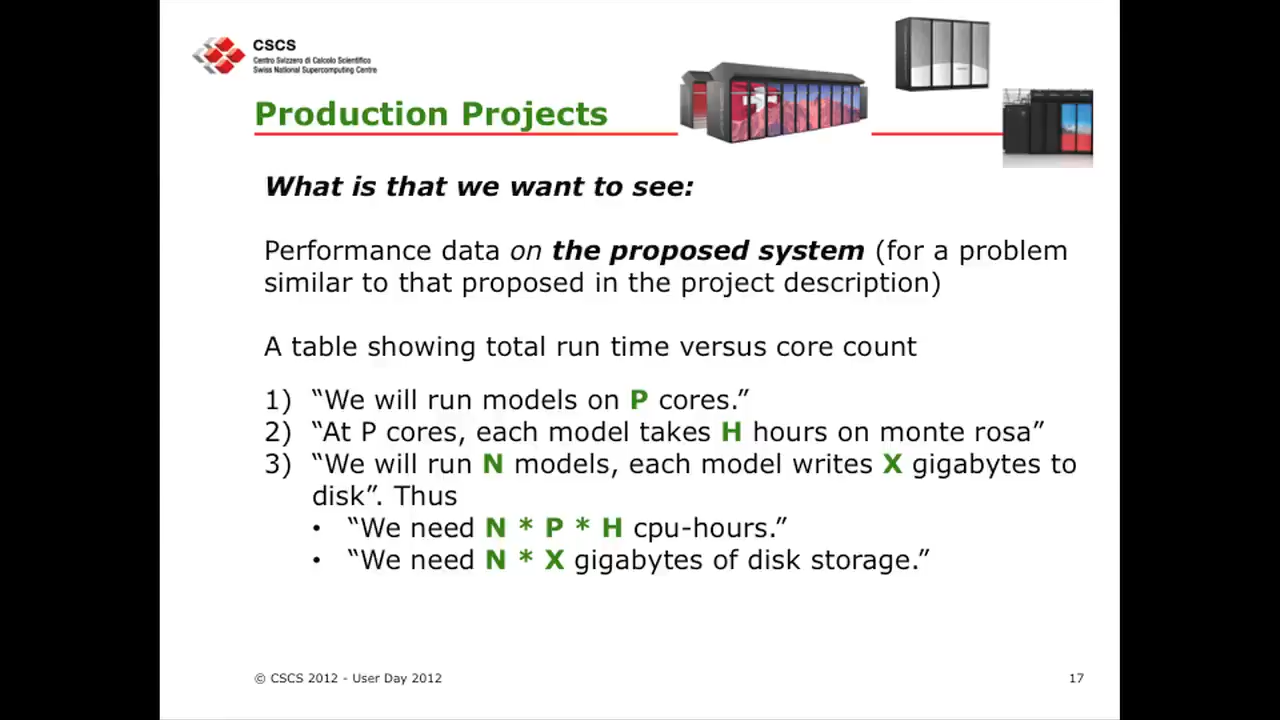 CSCS
Centro Svizzero di Calcolo Scientifico
Swiss National Supercomputing Centre
Production Projects
What is that we want to see:
Performance data on the proposed system (for a problem
similar to that proposed in the project description)
A table showing total run time versus core count
1) “We will run models on P cores.”
2) “At P cores, each model takes H hours on monte rosa”
3) “We will run N models, each model writes X gigabytes to
disk”. Thus
• “We need N * P * H cpu-hours.”
• “We need N * X gigabytes of disk storage.”
© CSCS 2012 - User Day 2012
17